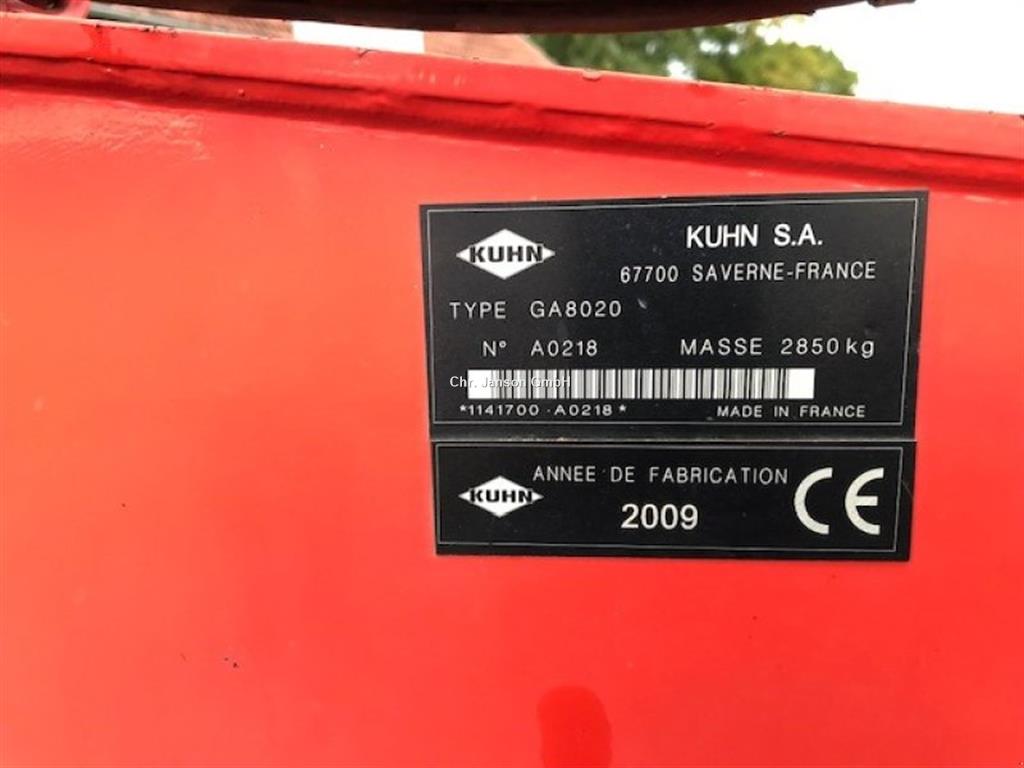 KUHN
KUHN S.A.
67700 SAVERNE-FRANCE
TYPE GA8020
N° A0218 MASSE 2850kg
Chr. Janson GmbH
*1141700-A0218* MADE IN FRANCE
KUHN
ANNEE DE FABRICATION
2009
CE